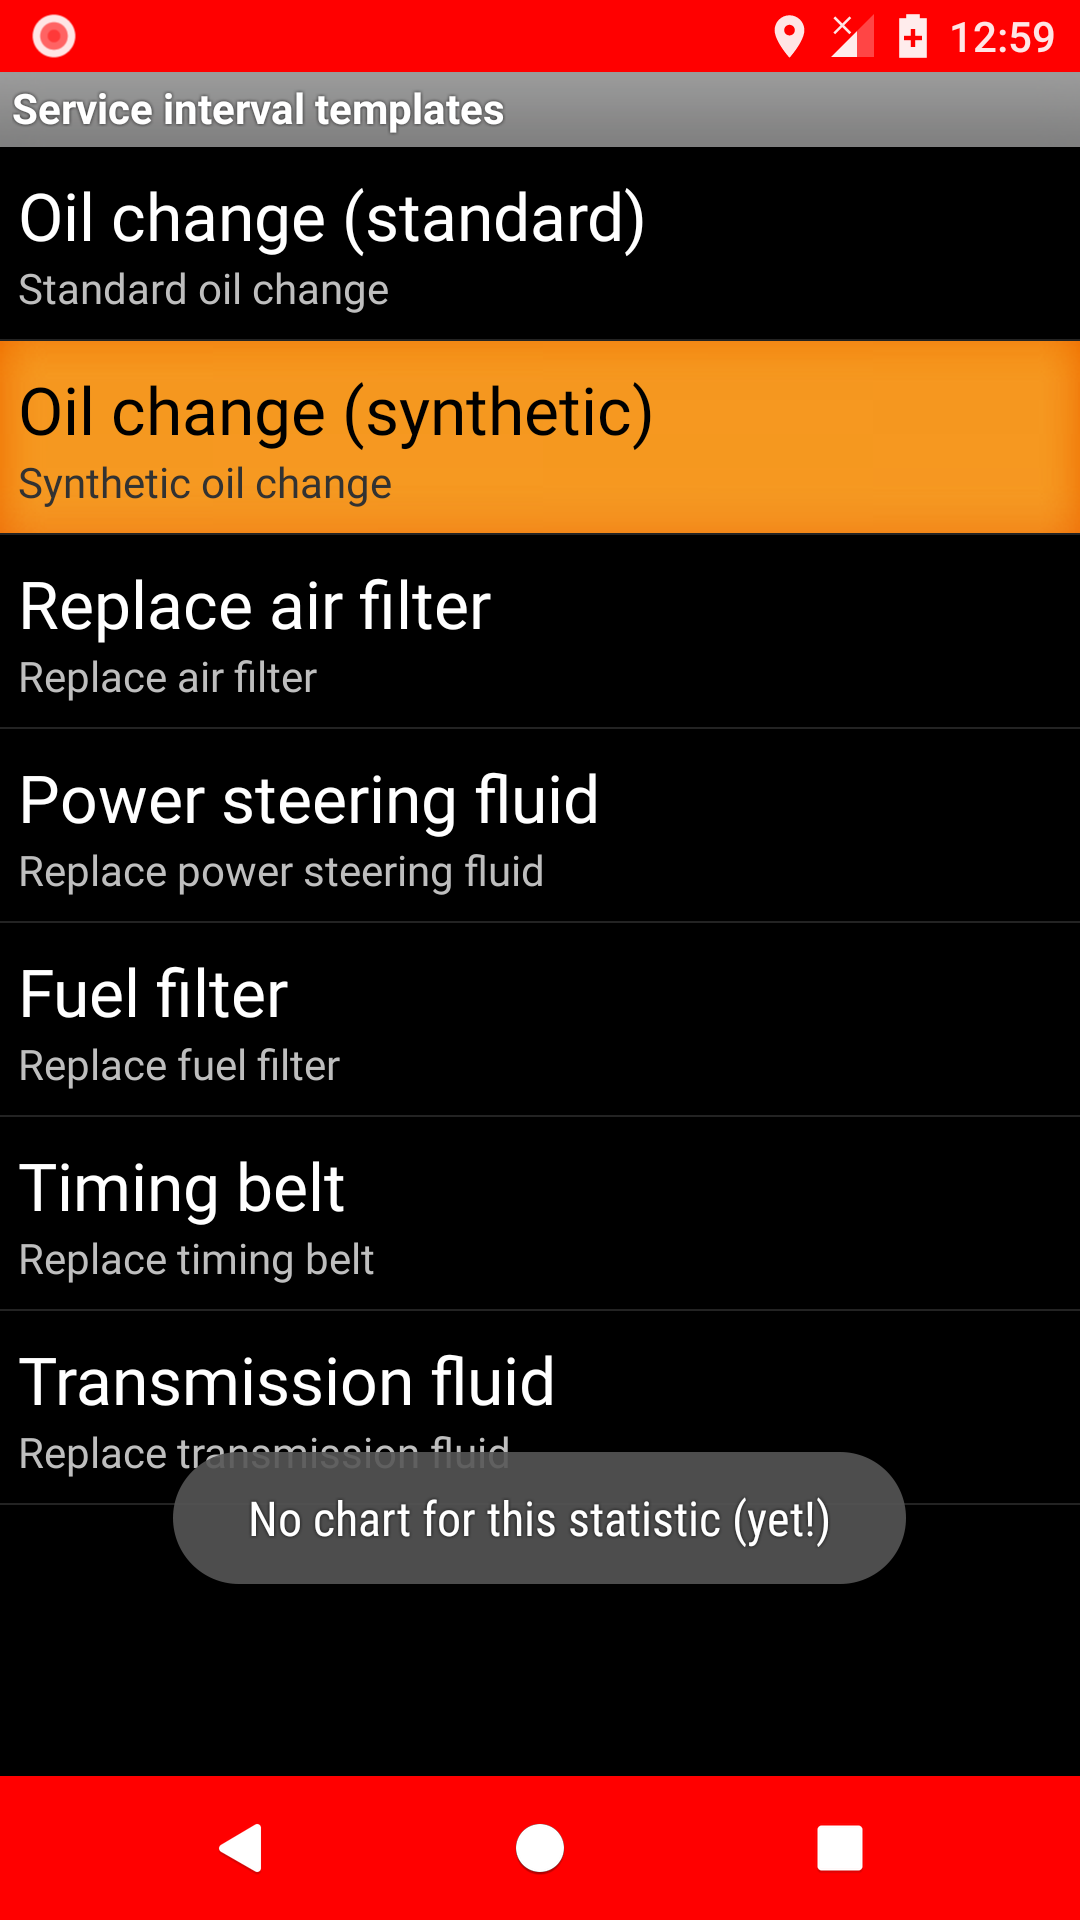 12:59
Service interval templates
Oil change (standard)
Standard oil change
Oil change (synthetic)
Synthetic oil change
Replace air filter
Replace air filter
Power steering fluid
Replace power steering fluid
Fuel filter
Replace fuel filter
Timing belt
Replace timing belt
Transmission fluid
Replace transmission fluid
No chart for this statistic (yet!)